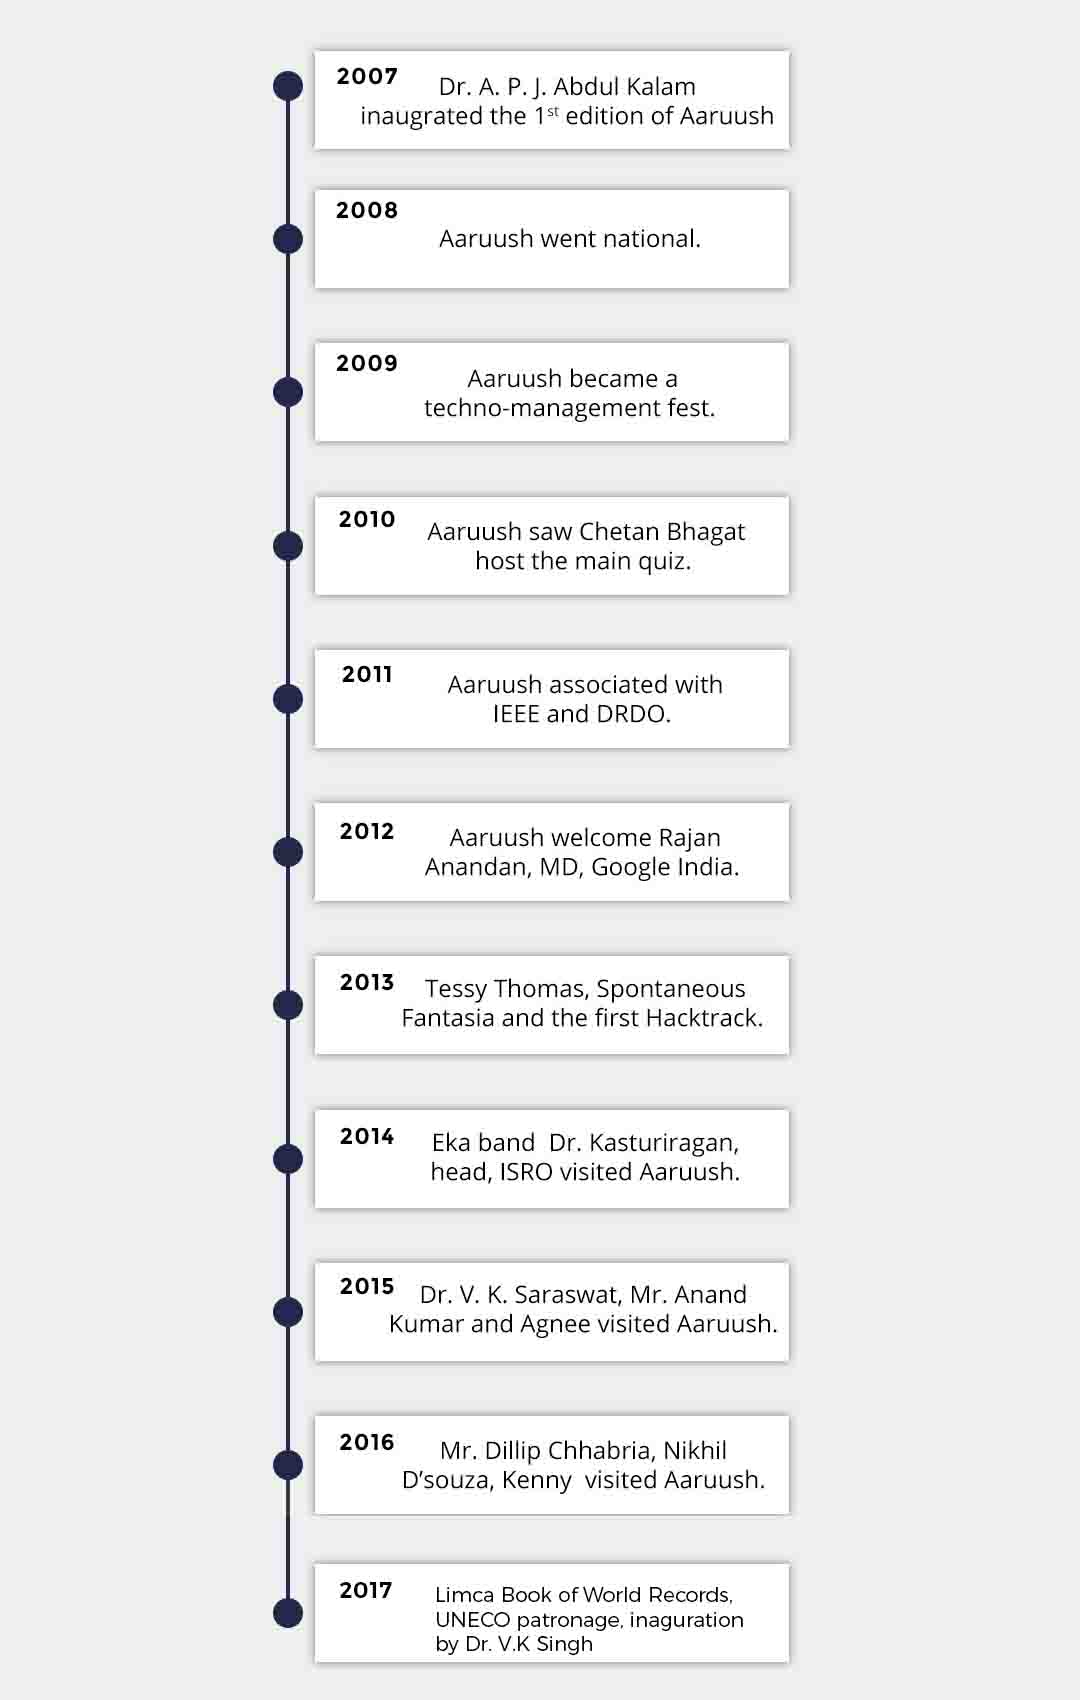 2007
Dr. A. P. J. Abdul Kalam
inaugrated the 1st edition of Aaruush
2008
Aaruush went national.
2009
Aaruush became a
techno-management fest.
2010
Aaruush saw Chetan Bhagat
host the main quiz.
2011
Aaruush associated with
IEEE and DRDO.
2012
Aaruush welcome Rajan
Anandan, MD, Google India.
2013
Tessy Thomas, Spontaneous
Fantasia and the first Hacktrack.
2014
Eka band  Dr. Kasturiragan,
head, ISRO visited Aaruush.
2015
Dr. V. K. Saraswat, Mr. Anand
Kumar and Agnee visited Aaruush.
2016
Mr. Dillip Chhabria, Nikhil
D'souza, Kenny  visited Aaruush.
2017
Limca Book of World Records,
UNECO patronage, inaguration
by Dr. V.K Singh